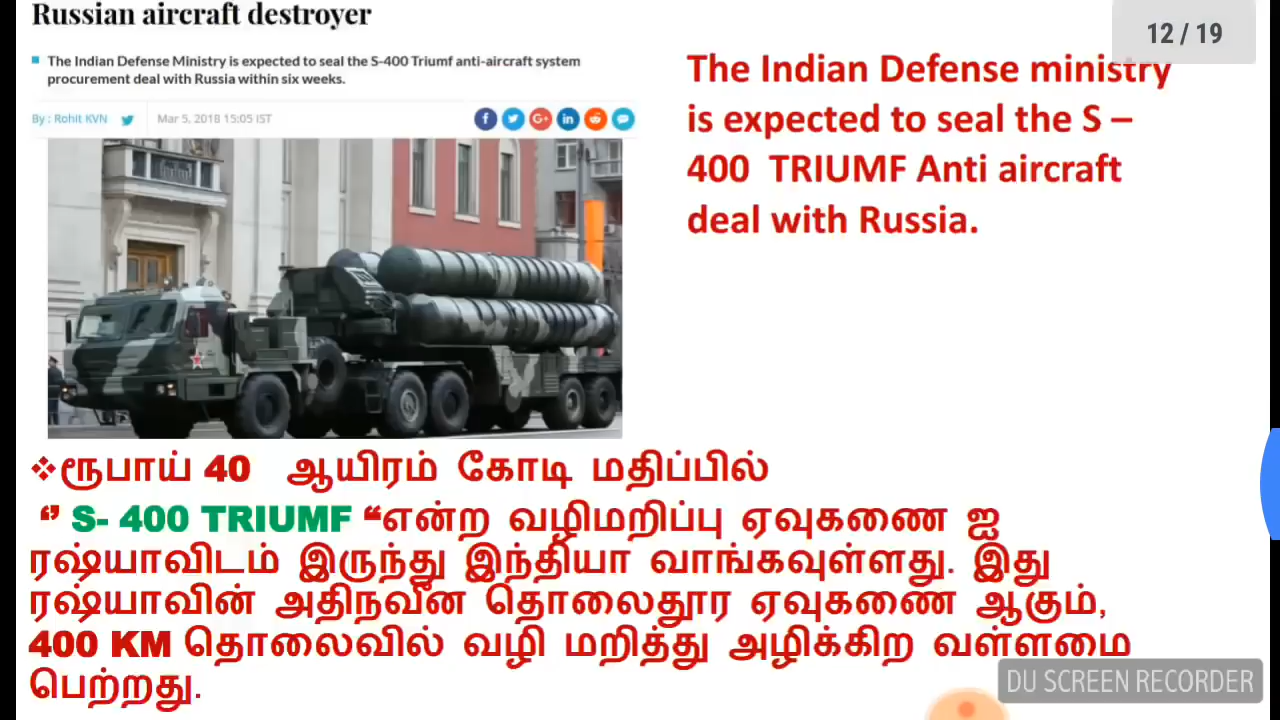 Russian aircraft destroyer
The Indian Defense Ministry is expected to seal the S-400 Triumf anti-aircraft system
procurement deal with Russia within six weeks.
By : Rohit KVN
Mar 5, 2018 15:05 IST
12 / 19
The Indian Defense ministry
is expected to seal the S –
400 TRIUMF Anti aircraft
deal with Russia.
❖ரூபாய் 40 ஆயிரம் கோடி மதிப்பில்
‘’ S- 400 TRIUMF “என்ற வழிமறிப்பு ஏவுகணை ஐ
ரஷ்யாவிடம் இருந்து இந்தியா வாங்கவுள்ளது. இது
ரஷ்யாவின் அதிநவீன தொலைதூர ஏவுகணை ஆகும்,
400 KM தொலைவில் வழி மறித்து அழிக்கிற வள்ளமை
பெற்றது.
DU SCREEN RECORDER